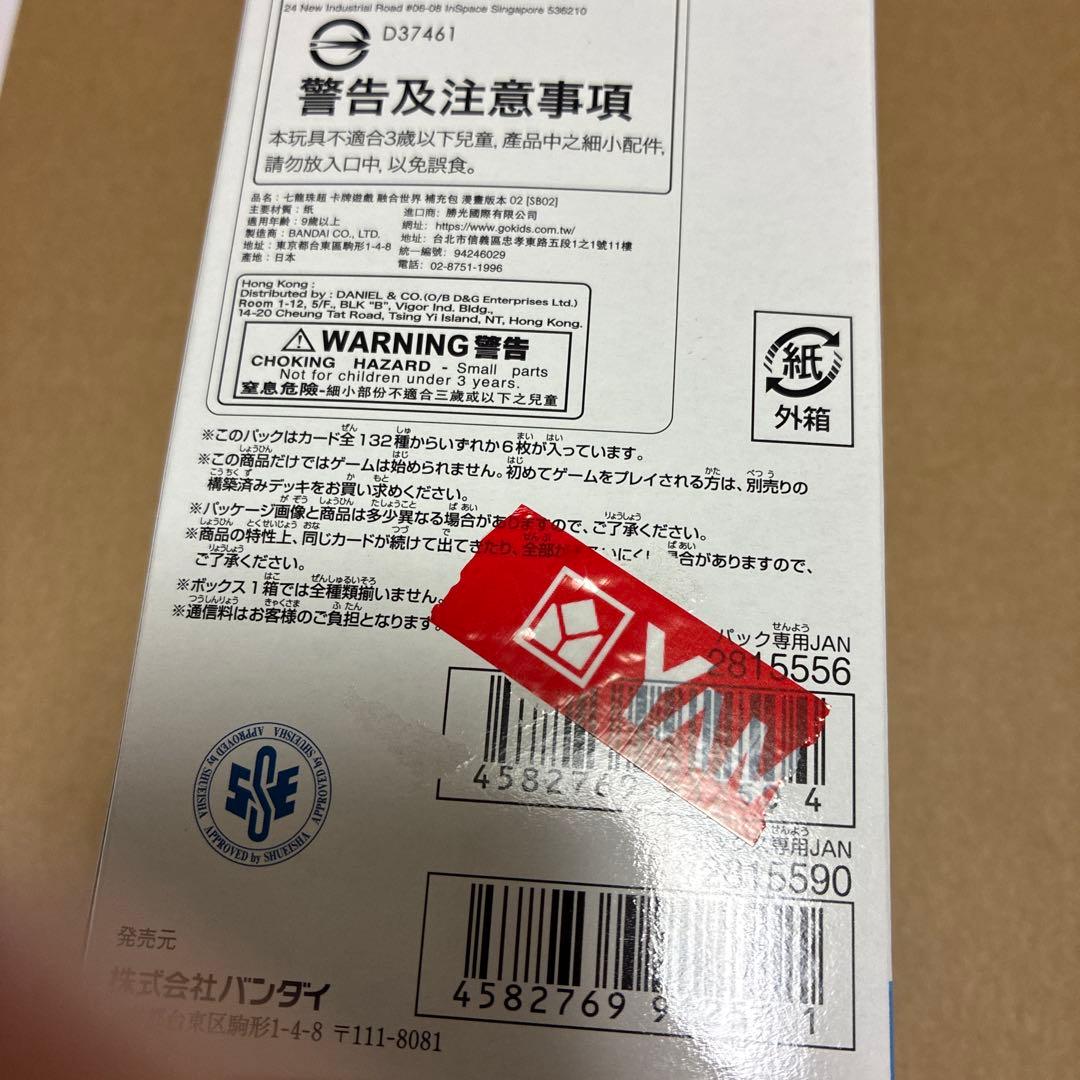 24 New Industrial Road #06-08 InSpace Singapore 536210
D37461
警告及注意事項
本玩具不適合3歲以下兒童, 產品中之細小配件,
請勿放入口中, 以免誤食。
品名：七龍珠超 卡牌遊戲 融合世界 補充包 漫畫版本 02 [SB02]
主要材質：紙
適用年齡：9歲以上
製造商：BANDAI CO., LTD.
地址：東京都台東區駒形1-4-8
產地：日本
進口商：勝光國際有限公司
網址：https://www.gokids.com.tw/
地址：台北市信義區忠孝東路五段1之1號11樓
統一編號：94246029
電話：02-8751-1996
Hong Kong :
Distributed by : DANIEL & CO.(O/B D&G Enterprises Ltd.)
Room 1-12, 5/F., BLK "B", Vigor Ind. Bldg.,
14-20 Cheung Tat Road, Tsing Yi Island, NT, Hong Kong.
⚠WARNING警告
CHOKING HAZARD - Small parts
Not for children under 3 years.
窒息危險-細小部份不適合三歲或以下之兒童
紙
外箱
※このパックはカード全132種からいずれか6枚が入っています。
※この商品だけではゲームは始められません。初めてゲームをプレイされる方は、別売りの
構築済みデッキをお買い求めください。
※パッケージ画像と商品は多少異なる場合がありますので、ご了承ください。
※商品の特性上、同じカードが続けて出てきたり、全部が いにく 場合がありますので、
ご了承ください。
※ボックス1箱では全種類揃いません。
※通信料はお客様のご負担となります。
パック専用JAN
2815556
4582769 4
専用JAN
2815590
4582769 9 1
APPROVED by SHUEISHA APPROVED by SHUEISHA APPROVED by SHUEISHA
発売元
株式会社バンダイ
台東区駒形1-4-8 〒111-8081